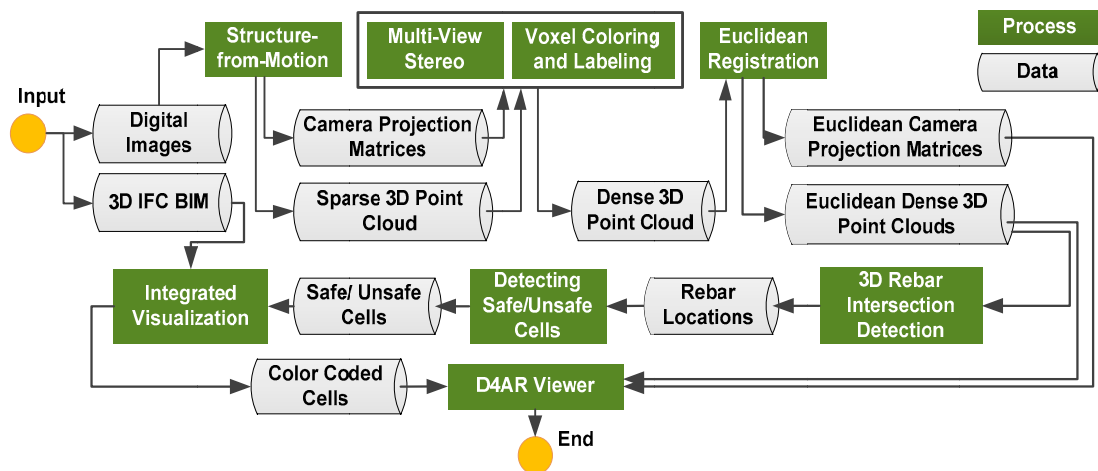 Structure-
from-Motion
Multi-View
Stereo
Voxel Coloring
and Labeling
Euclidean
Registration
Process
Data
Input
Digital
Images
Camera Projection
Matrices
Euclidean Camera
Projection Matrices
3D IFC BIM
Sparse 3D Point
Cloud
Dense 3D
Point Cloud
Euclidean Dense 3D
Point Clouds
Integrated
Visualization
Safe/ Unsafe
Cells
Detecting
Safe/Unsafe
Cells
Rebar
Locations
3D Rebar
Intersection
Detection
Color Coded
Cells
D4AR Viewer
End